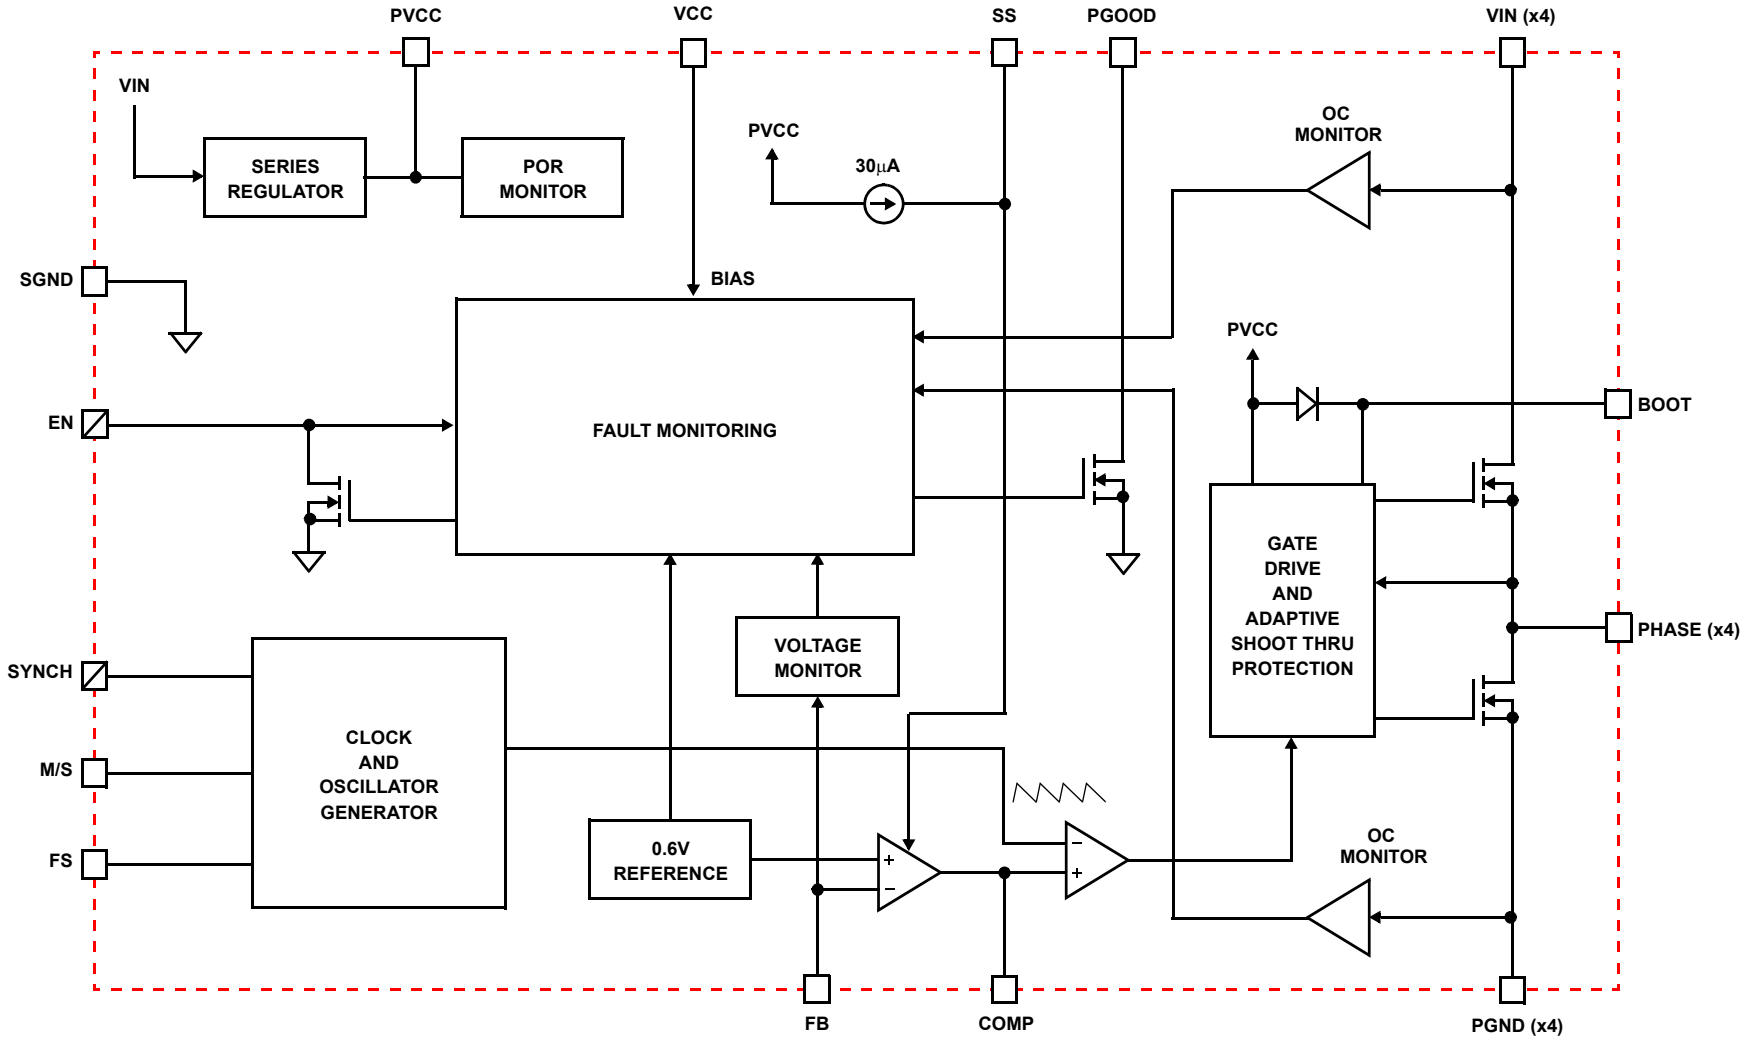 PVCC
VCC
SS
PGOOD
VIN (x4)
VIN
SERIES
REGULATOR
POR
MONITOR
PVCC
30µA
OC
MONITOR
SGND
BIAS
PVCC
BOOT
EN
FAULT MONITORING
GATE
DRIVE
AND
ADAPTIVE
SHOOT THRU
PROTECTION
PHASE (x4)
SYNCH
VOLTAGE
MONITOR
CLOCK
AND
OSCILLATOR
GENERATOR
M/S
FS
0.6V
REFERENCE
+
−
−
+
OC
MONITOR
FB
COMP
PGND (x4)